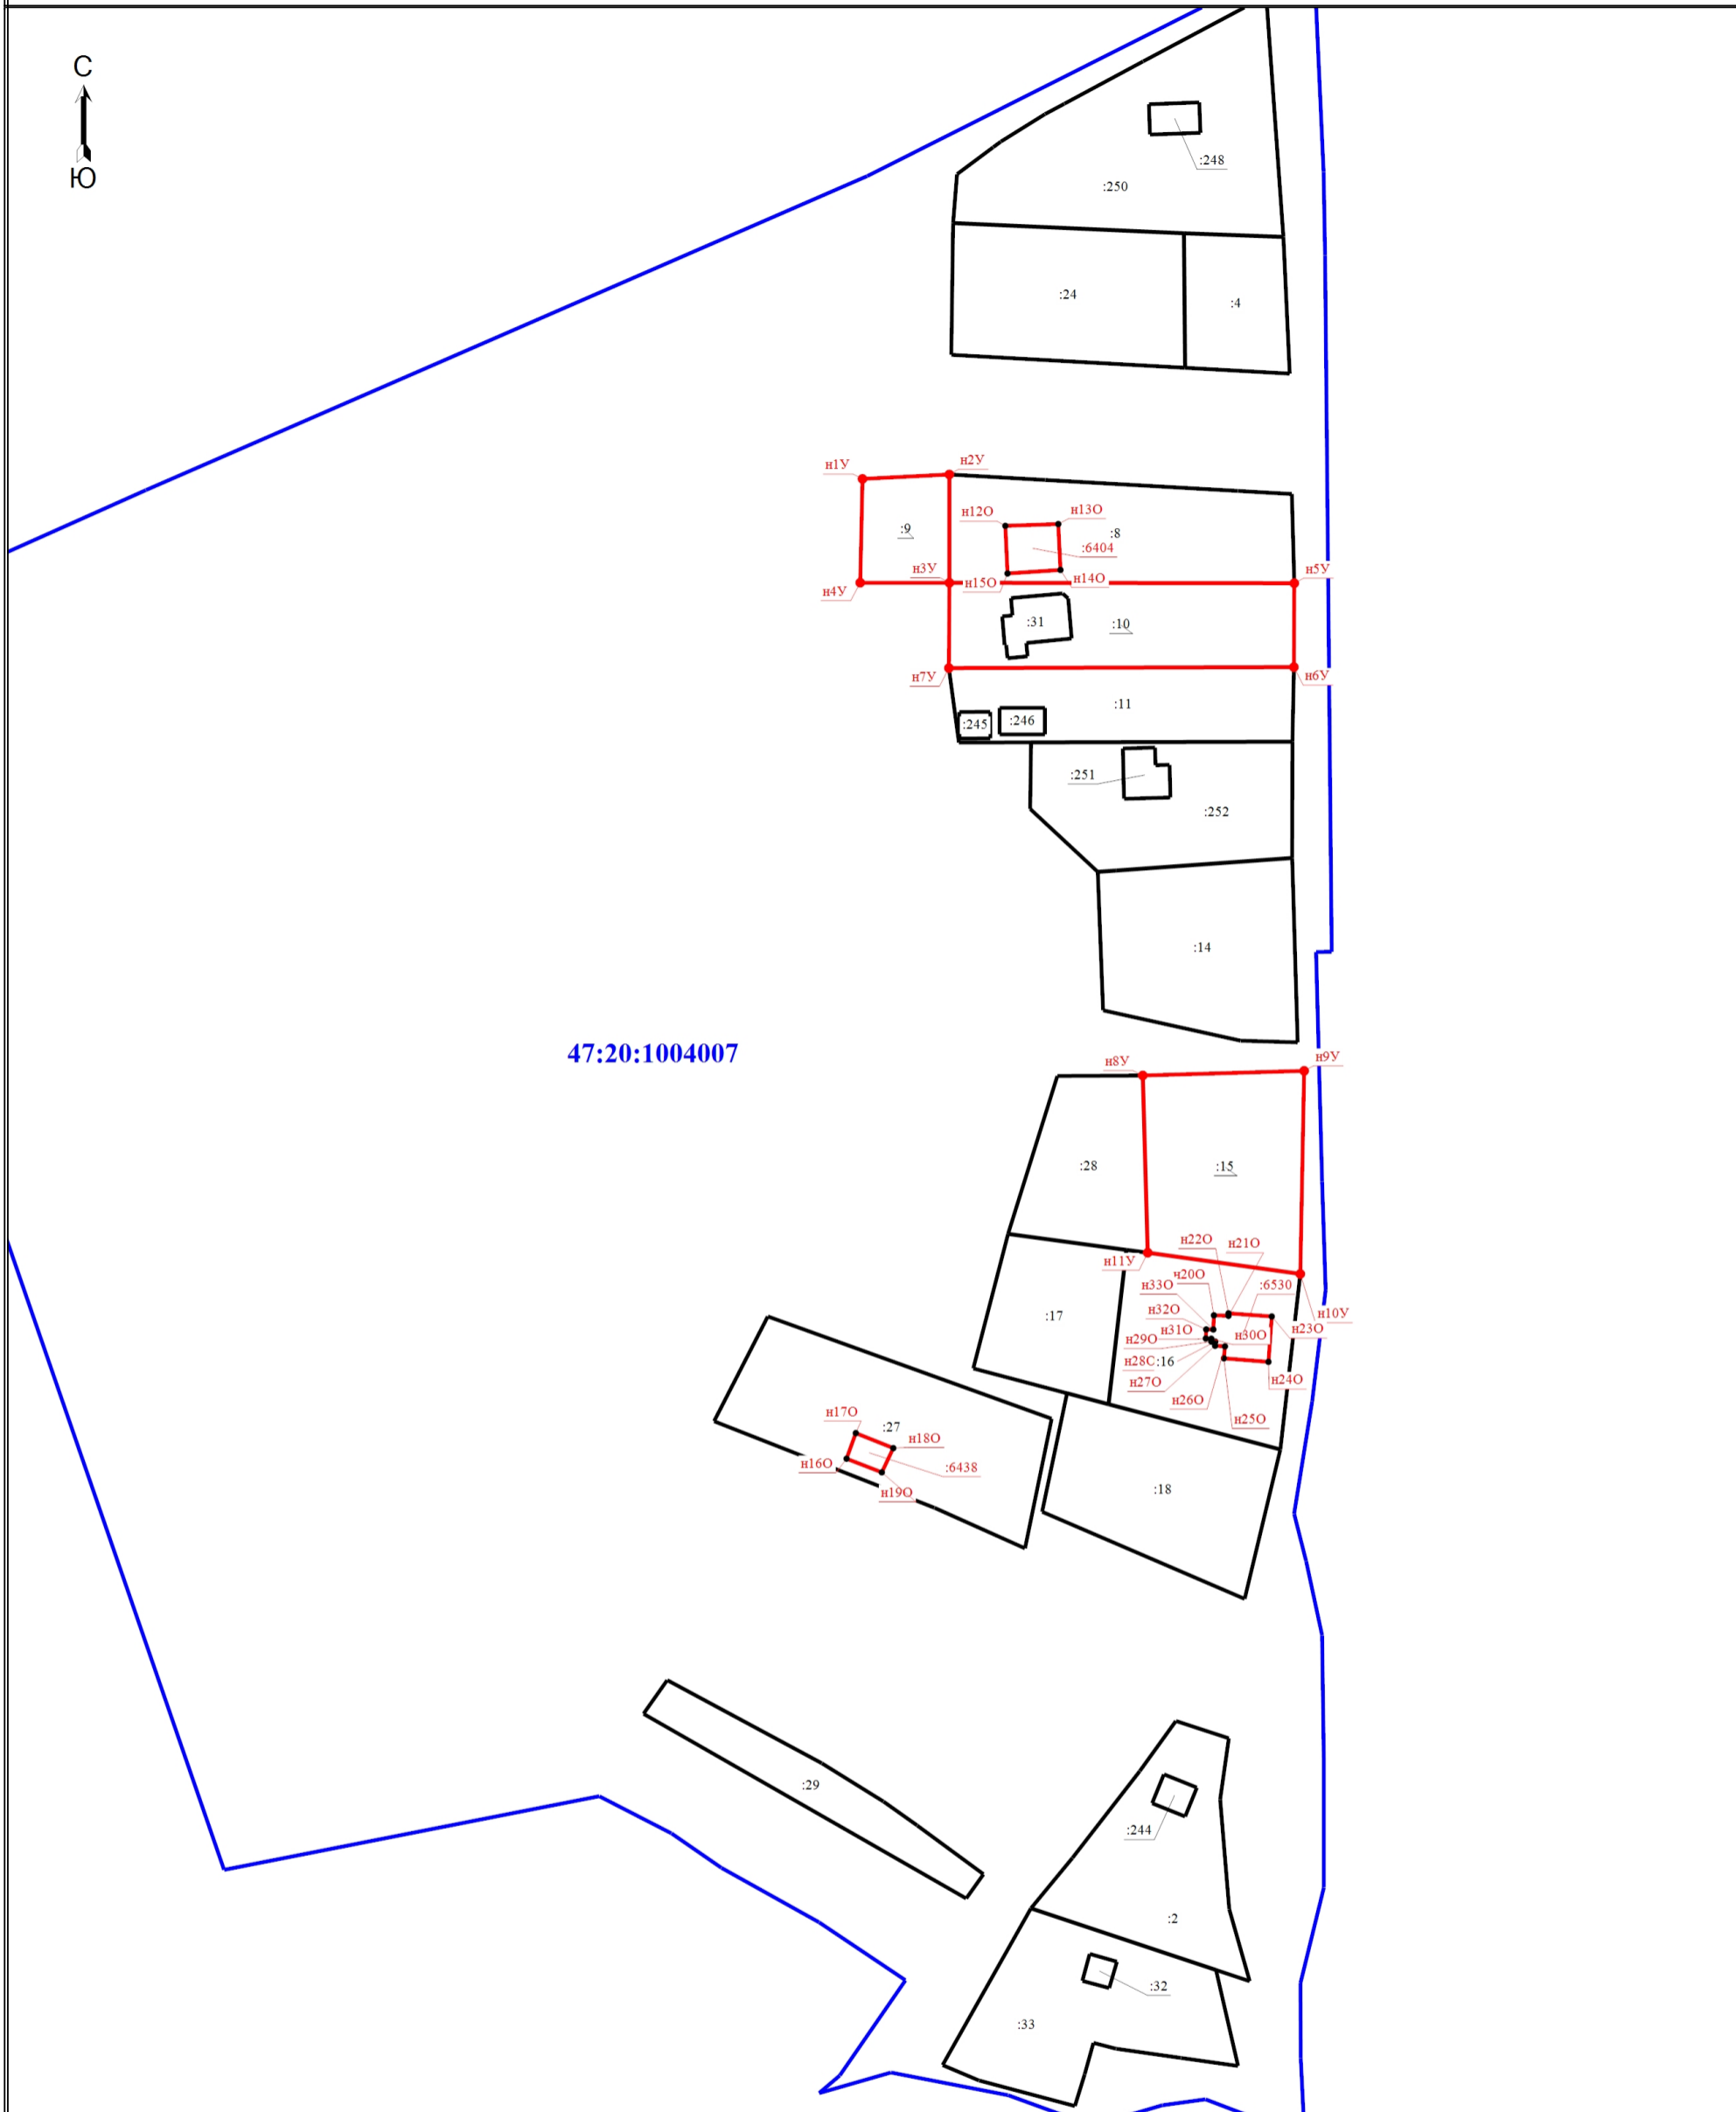 С
Ю
:248
:250
:24
:4
н1У
н2У
н12О
н13О
:9
:8
:6404
н3У
н5У
н15О
н14О
н4У
:31
:10
н7У
н6У
:11
:245
:246
:251
:252
:14
47:20:1004007
н8У
н9У
:28
:15
н22О
н21О
н11У
ч20О
н33О
:6530
н32О
н10У
:17
н31О
н23О
н29О
н30О
н28С
:16
н27О
н24О
н26О
н17О
н25О
:27
н18О
н16О
:6438
н19О
:18
:29
:244
:2
:32
:33